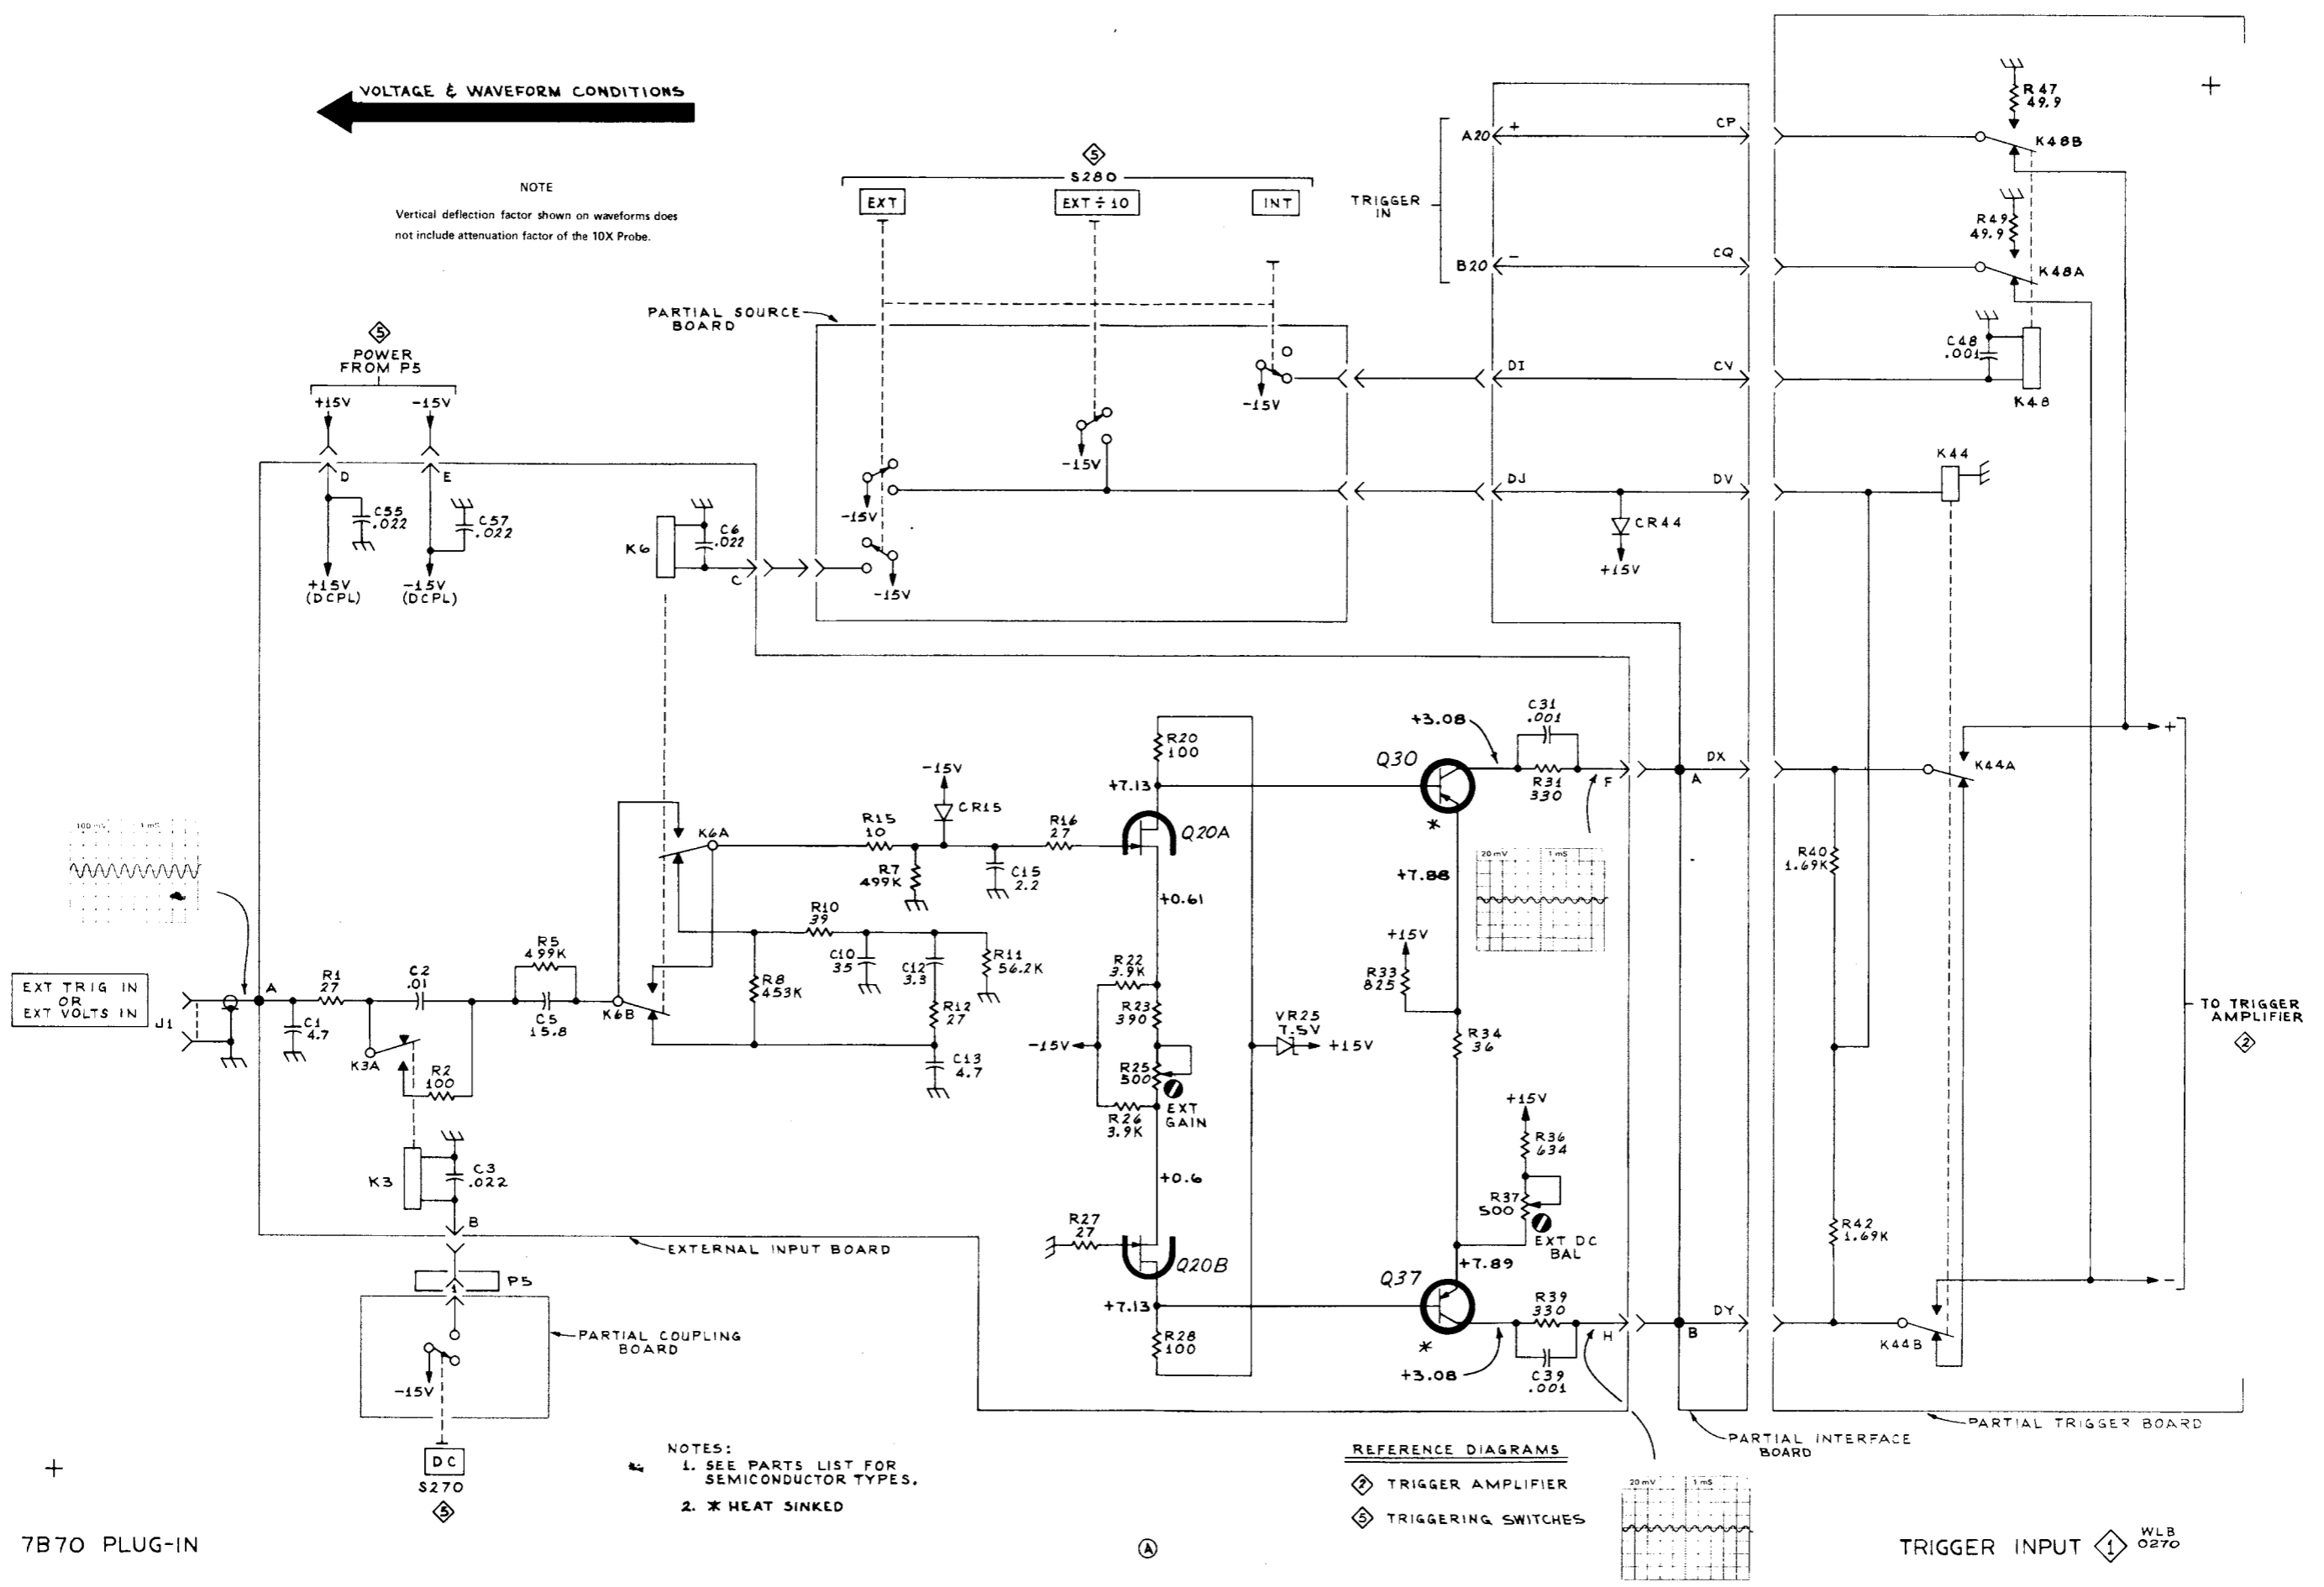 VOLTAGE & WAVEFORM CONDITIONS
NOTE
Vertical deflection factor shown on waveforms does
not include attenuation factor of the 10X Probe.
5
S280
EXT
EXT ÷ 10
INT
PARTIAL SOURCE
BOARD
-15V
-15V
-15V
-15V
TRIGGER
IN
A20
+
CP
B20
-
CQ
DI
CV
DJ
DV
CR44
+15V
R47
49.9
K48B
R49
49.9
K48A
C48
.001
K48
K44
5
POWER
FROM P5
+15V
-15V
D
E
C55
.022
C57
.022
+15V
(DCPL)
-15V
(DCPL)
K6
C6
.022
C
100 mV
1 mS
EXT TRIG IN
OR
EXT VOLTS IN
J1
A
C1
4.7
R1
27
C2
.01
K3A
R2
100
R5
499K
C5
15.8
K6B
K6A
K3
C3
.022
B
P5
1
EXTERNAL INPUT BOARD
PARTIAL COUPLING
BOARD
-15V
DC
S270
5
R15
10
-15V
CR15
R7
499K
C15
2.2
R16
27
R10
39
R8
453K
C10
35
C12
3.3
R11
56.2K
R12
27
C13
4.7
R20
100
+7.13
Q20A
+0.61
R22
3.9K
R23
390
-15V
R25
500
EXT
GAIN
R26
3.9K
+0.6
R27
27
Q20B
+7.13
R28
100
VR25
7.5V
+15V
+3.08
Q30
*
C31
.001
R31
330
F
20 mV
1 mS
+7.88
+15V
R33
825
R34
36
+15V
R36
634
R37
500
EXT DC
BAL
+7.89
Q37
*
+3.08
R39
330
C39
.001
H
A
DX
B
DY
R40
1.69K
R42
1.69K
K44A
K44B
+
-
TO TRIGGER
AMPLIFIER
2
PARTIAL TRIGGER BOARD
PARTIAL INTERFACE
BOARD
20 mV
1 mS
NOTES:
1. SEE PARTS LIST FOR
SEMICONDUCTOR TYPES.
2. * HEAT SINKED
REFERENCE DIAGRAMS
2 TRIGGER AMPLIFIER
5 TRIGGERING SWITCHES
7B70 PLUG-IN
A
TRIGGER INPUT 1
WLB
0270